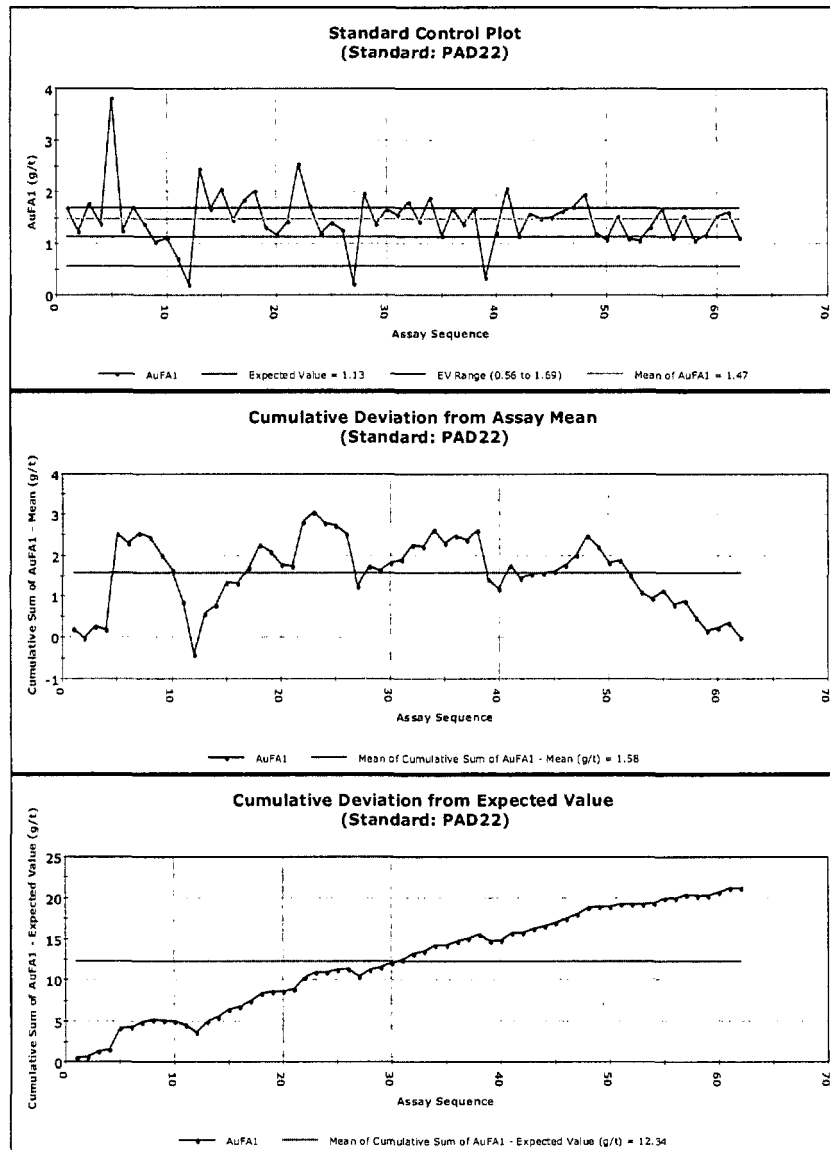 Standard Control Plot
(Standard: PAD22)
AuFA1 (g/t)
4
3
2
1
0
0
10
20
30
40
50
60
70
Assay Sequence
AuFA1
Expected Value = 1.13
EV Range (0.56 to 1.69)
Mean of AuFA1 = 1.47
Cumulative Deviation from Assay Mean
(Standard: PAD22)
Cumulative Sum of AuFA1 - Mean (g/t)
4
3
2
1
0
-1
0
10
20
30
40
50
60
70
Assay Sequence
AuFA1
Mean of Cumulative Sum of AuFA1 - Mean (g/t) = 1.58
Cumulative Deviation from Expected Value
(Standard: PAD22)
Cumulative Sum of AuFA1 - Expected Value (g/t)
25
20
15
10
5
0
0
10
20
30
40
50
60
70
Assay Sequence
AuFA1
Mean of Cumulative Sum of AuFA1 - Expected Value (g/t) = 12.34